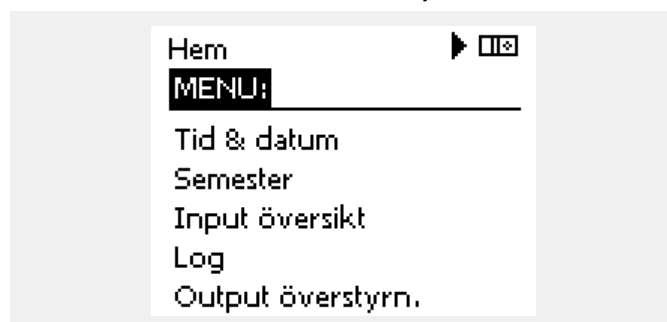 Hem
MENU:
Tid & datum
Semester
Input översikt
Log
Output överstyrn.